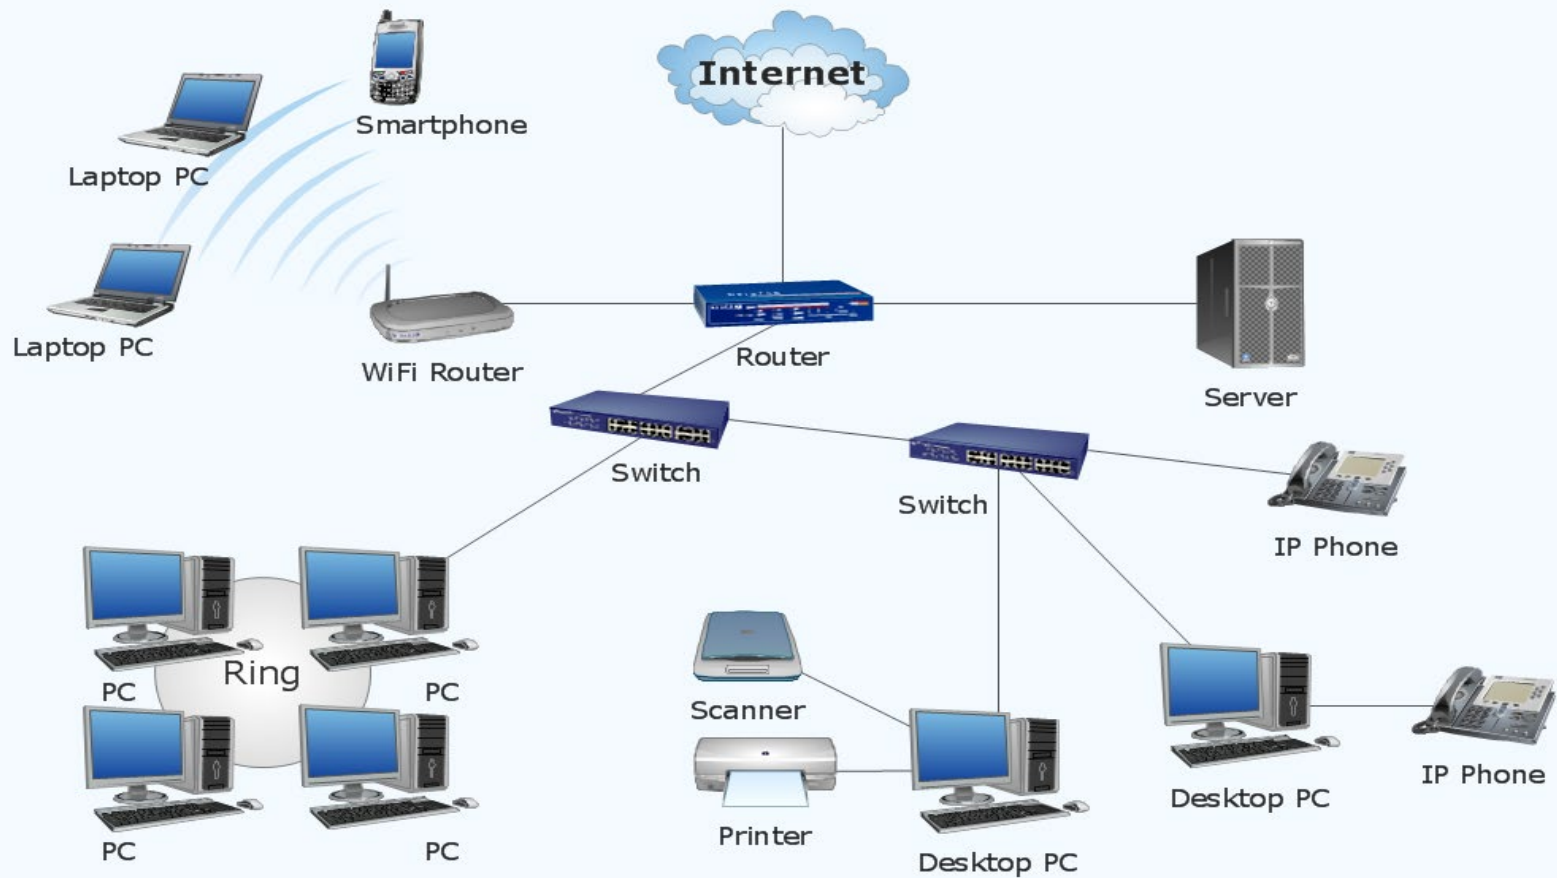 Internet
Smartphone
Laptop PC
Laptop PC
WiFi Router
Router
Server
Switch
Switch
IP Phone
Ring
PC
PC
PC
PC
Scanner
Printer
Desktop PC
Desktop PC
IP Phone